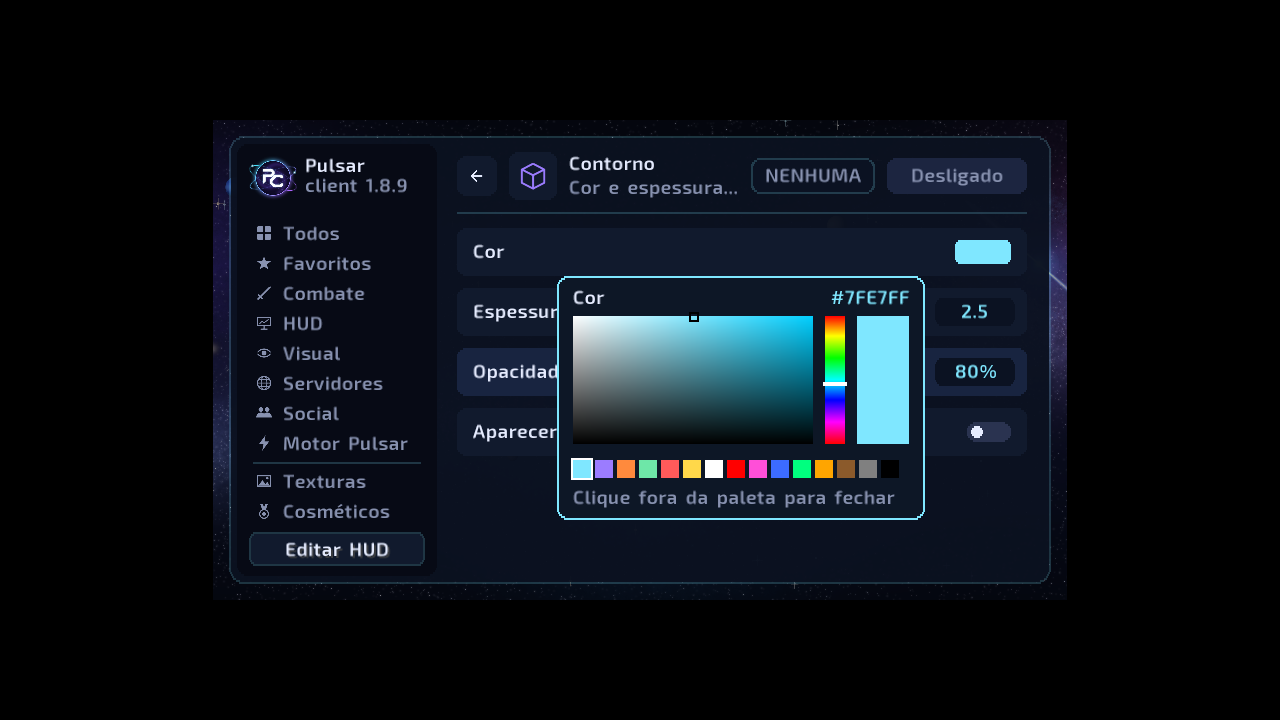 Pulsar
client 1.8.9
Todos
Favoritos
Combate
HUD
Visual
Servidores
Social
Motor Pulsar
Texturas
Cosméticos
Editar HUD
Contorno
Cor e espessura...
NENHUMA
Desligado
Cor
Espessur
2.5
Opacidad
80%
Aparecer
Cor
#7FE7FF
Clique fora da paleta para fechar